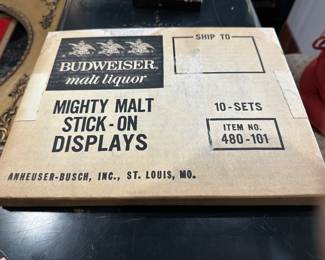 SHIP TO
BUDWEISER
malt liquor
MIGHTY MALT
STICK-ON
DISPLAYS
10-SETS
ITEM NO.
480-101
ANHEUSER-BUSCH, INC., ST. LOUIS, MO.